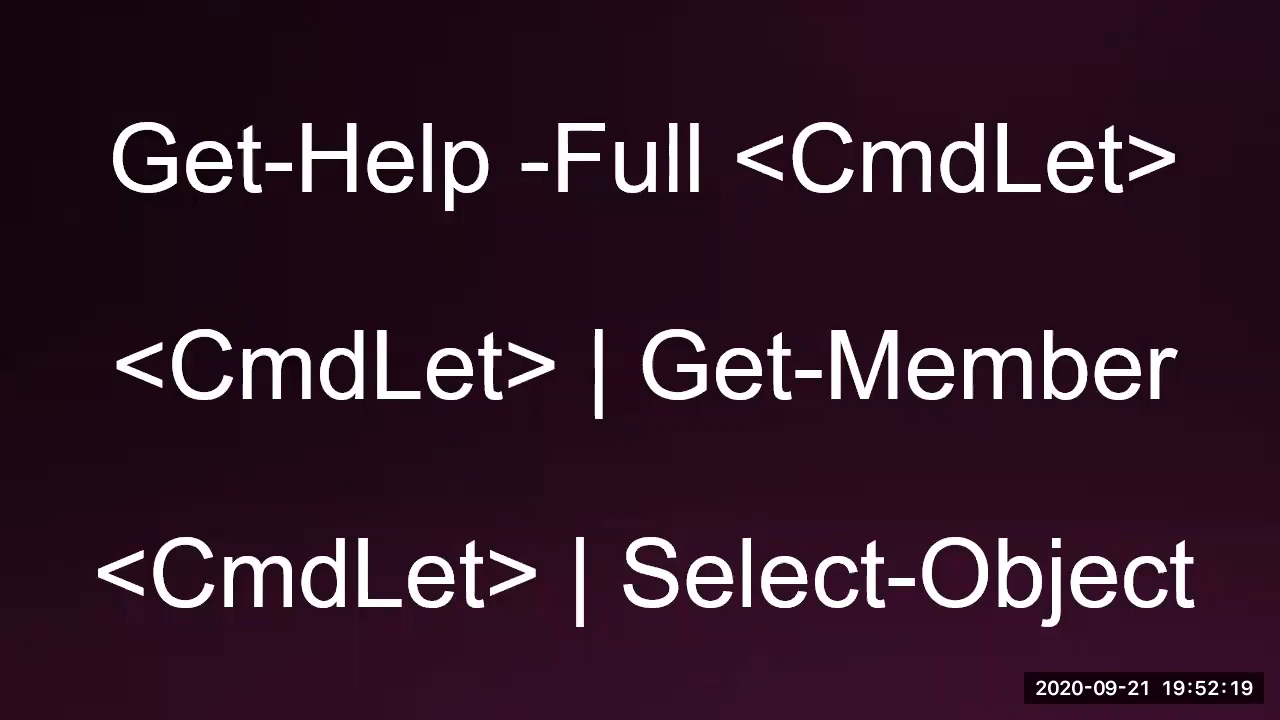 Get-Help -Full <CmdLet>
<CmdLet> | Get-Member
<CmdLet> | Select-Object
2020-09-21 19:52:19